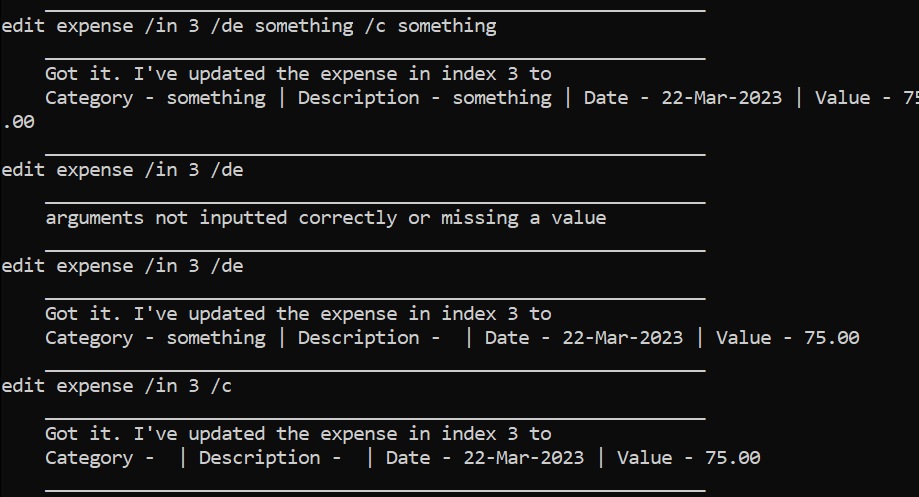 edit expense /in 3 /de something /c something
Got it. I've updated the expense in index 3 to
Category - something | Description - something | Date - 22-Mar-2023 | Value - 75
.00
edit expense /in 3 /de
arguments not inputted correctly or missing a value
edit expense /in 3 /de
Got it. I've updated the expense in index 3 to
Category - something | Description -  | Date - 22-Mar-2023 | Value - 75.00
edit expense /in 3 /c
Got it. I've updated the expense in index 3 to
Category -  | Description -  | Date - 22-Mar-2023 | Value - 75.00